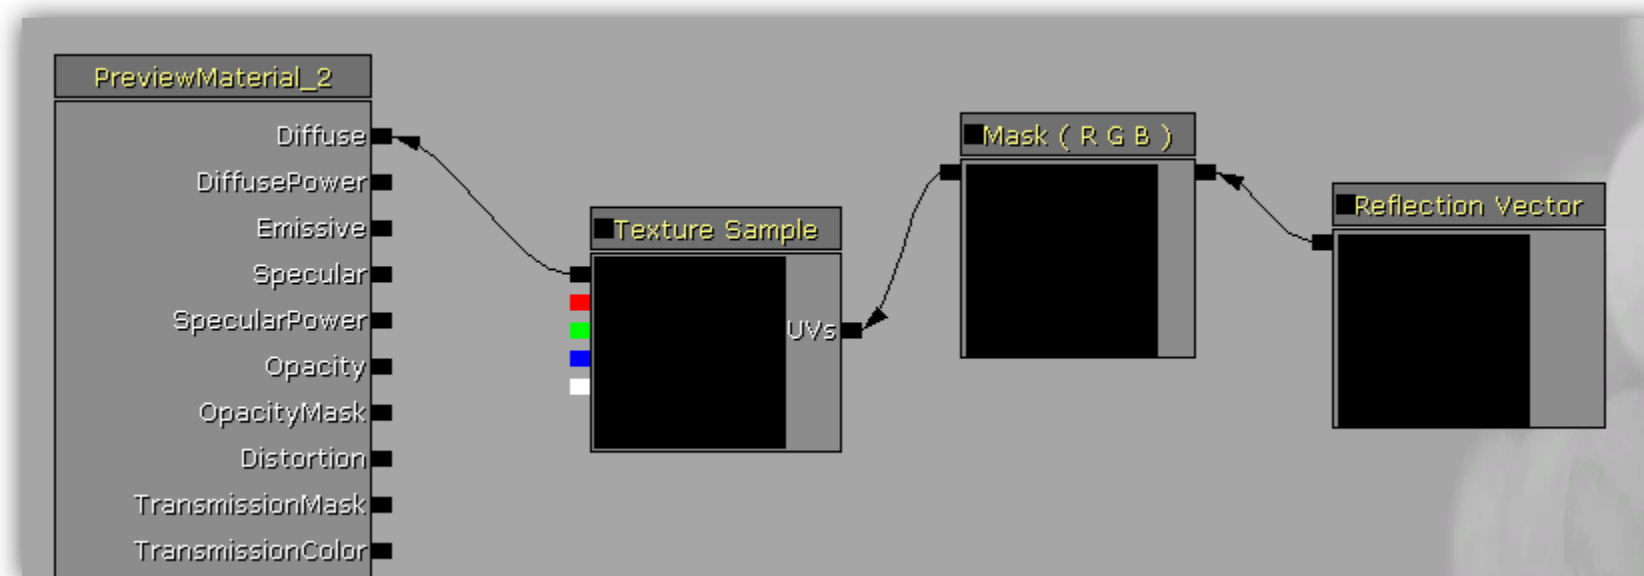 PreviewMaterial_2
Diffuse
DiffusePower
Emissive
Specular
SpecularPower
Opacity
OpacityMask
Distortion
TransmissionMask
TransmissionColor
Texture Sample
UVs
Mask ( R G B )
Reflection Vector